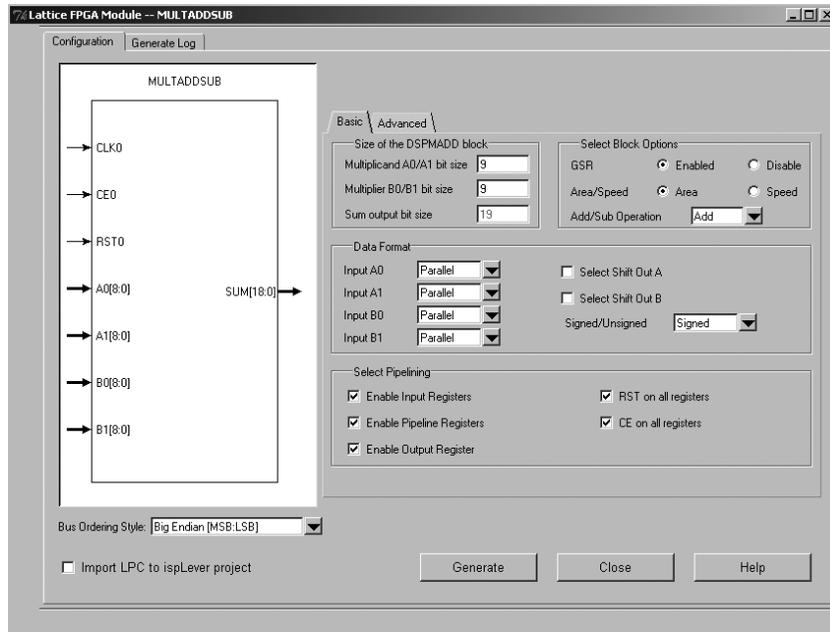 Lattice FPGA Module -- MULTADDSUB
Configuration
Generate Log
MULTADDSUB
CLK0
CE0
RST0
A0[8:0]
SUM[18:0]
A1[8:0]
B0[8:0]
B1[8:0]
Bus Ordering Style: Big Endian [MSB:LSB]
Import LPC to ispLever project
Basic
Advanced
Size of the DSPMADD block
Multiplicand A0/A1 bit size 9
Multiplier B0/B1 bit size 9
Sum output bit size 19
Select Block Options
GSR Enabled Disable
Area/Speed Area Speed
Add/Sub Operation Add
Data Format
Input A0 Parallel
Input A1 Parallel
Input B0 Parallel
Input B1 Parallel
Select Shift Out A
Select Shift Out B
Signed/Unsigned Signed
Select Pipelining
Enable Input Registers
Enable Pipeline Registers
Enable Output Register
RST on all registers
CE on all registers
Generate
Close
Help